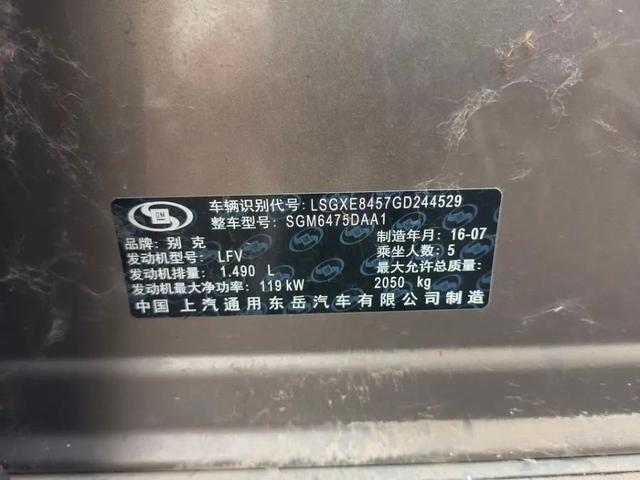 GM
车辆识别代号: LSGXE8457GD244529
整车型号: SGM6475DAA1
品牌: 别克 制造年月: 16-07
发动机型号: LFV 乘坐人数: 5
发动机排量: 1.490 L 最大允许总质量:
发动机最大净功率: 119 kW 2050 kg
中国 上汽通用东岳汽车有限公司制造